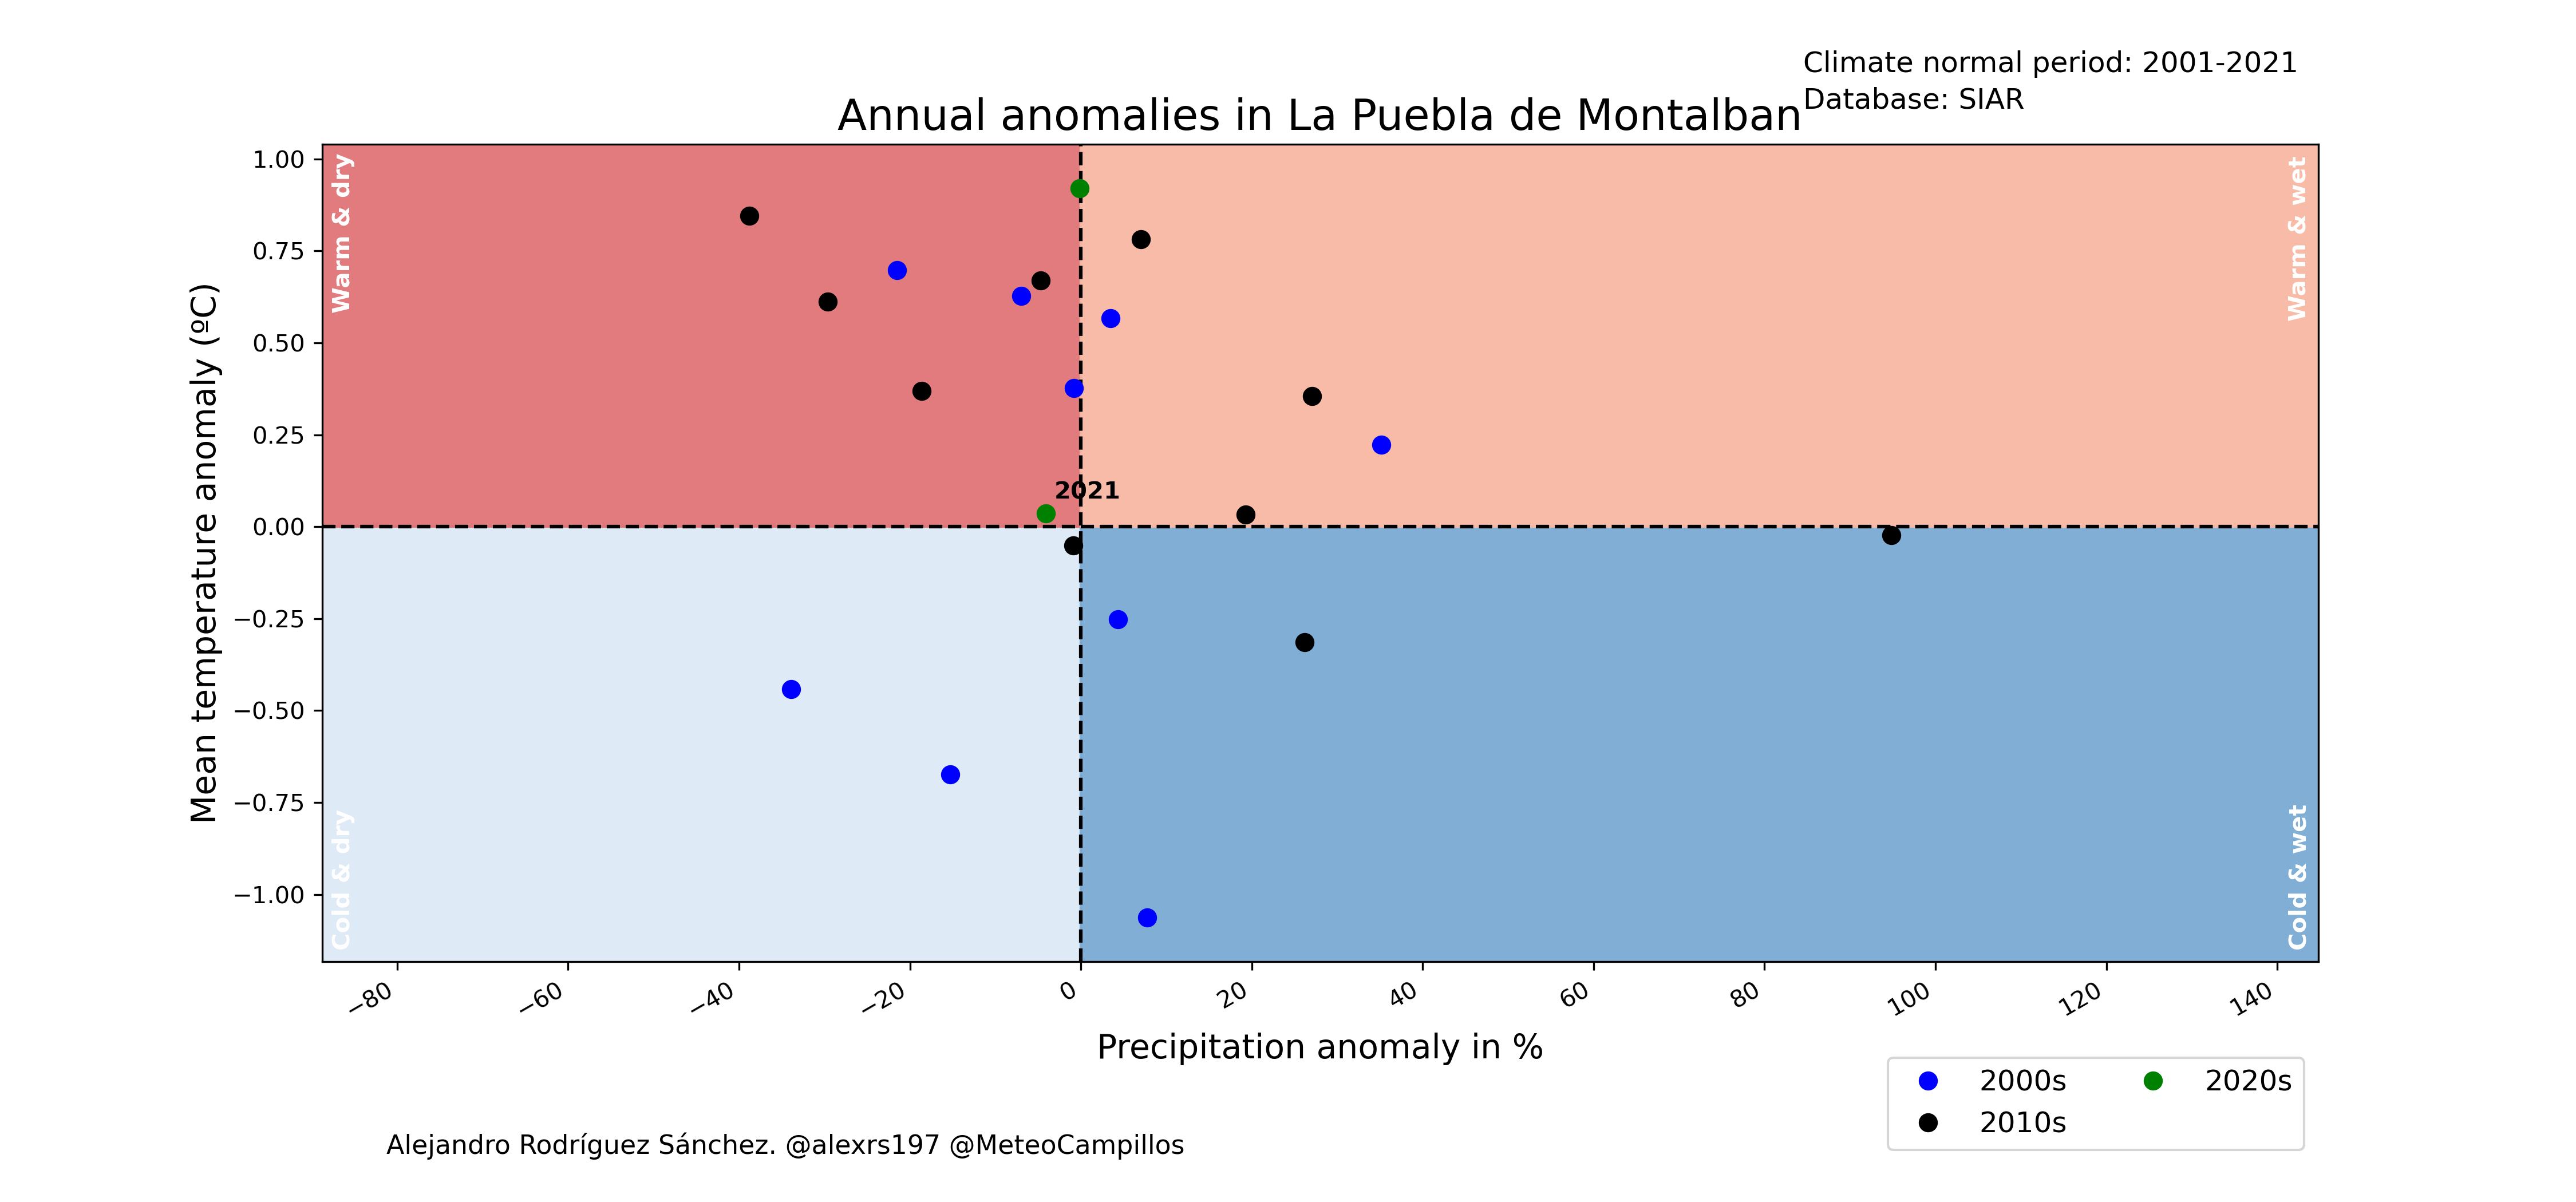 Climate normal period: 2001-2021
Database: SIAR
Annual anomalies in La Puebla de Montalban
Warm & dry
Warm & wet
Cold & dry
Cold & wet
2021
Mean temperature anomaly (ºC)
1.00
0.75
0.50
0.25
0.00
−0.25
−0.50
−0.75
−1.00
−80
−60
−40
−20
0
20
40
60
80
100
120
140
Precipitation anomaly in %
2000s
2010s
2020s
Alejandro Rodríguez Sánchez. @alexrs197 @MeteoCampillos